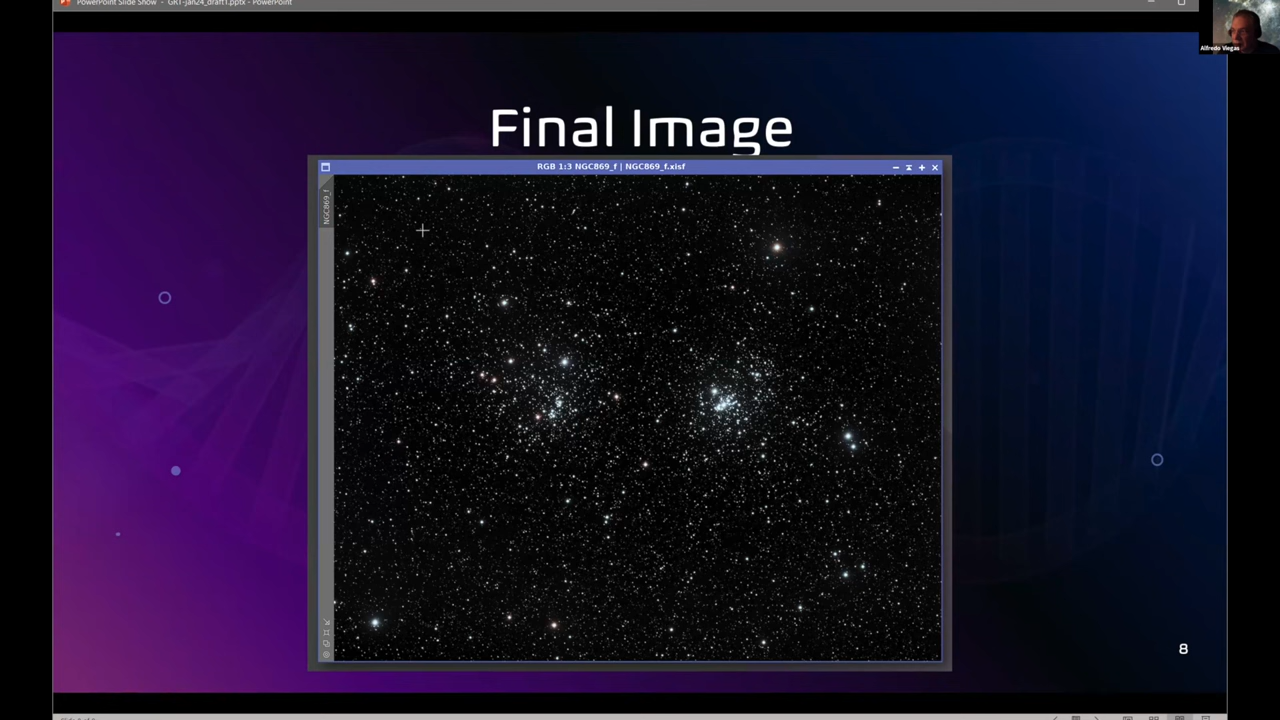 PowerPoint Slide Show - GRT-Jan24_draft1.pptx - PowerPoint
Alfredo Viegas
Final Image
RGB 1:3 NGC869_f | NGC869_f.xisf
NGC869_f
8